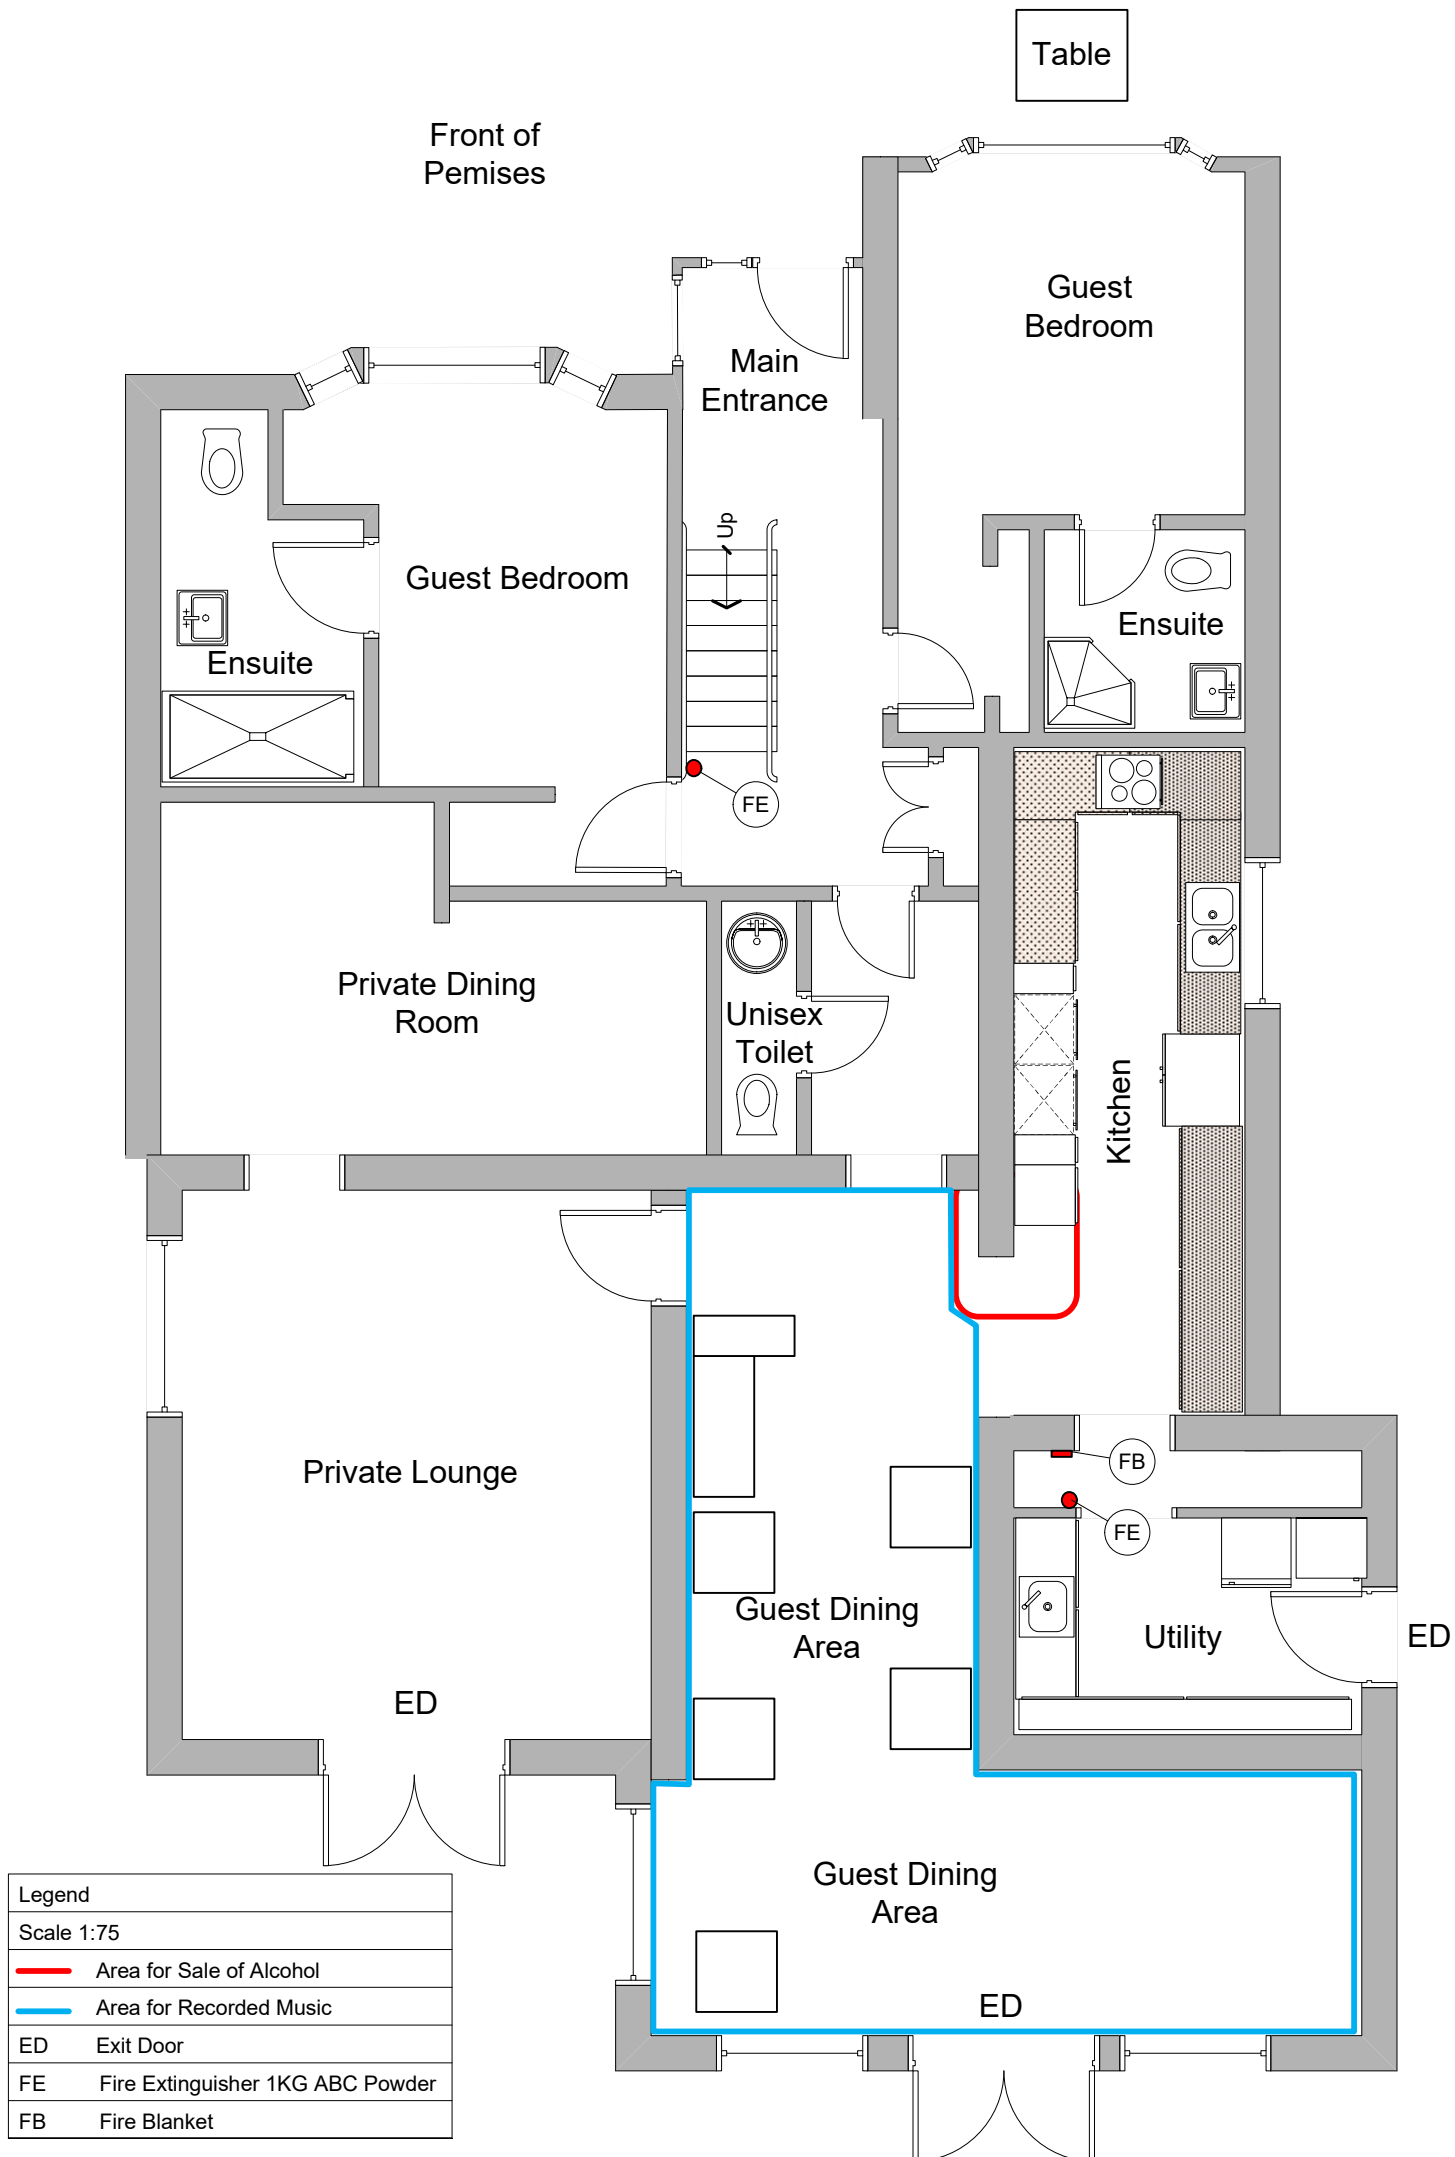 Table
Front of
Pemises
Guest
Bedroom
Main
Entrance
Up
Guest Bedroom
Ensuite
Ensuite
FE
Private Dining
Room
Unisex
Toilet
Kitchen
Private Lounge
FB
FE
Guest Dining
Area
Utility
ED
ED
Guest Dining
Area
ED
Legend
Scale 1:75
Area for Sale of Alcohol
Area for Recorded Music
ED Exit Door
FE Fire Extinguisher 1KG ABC Powder
FB Fire Blanket